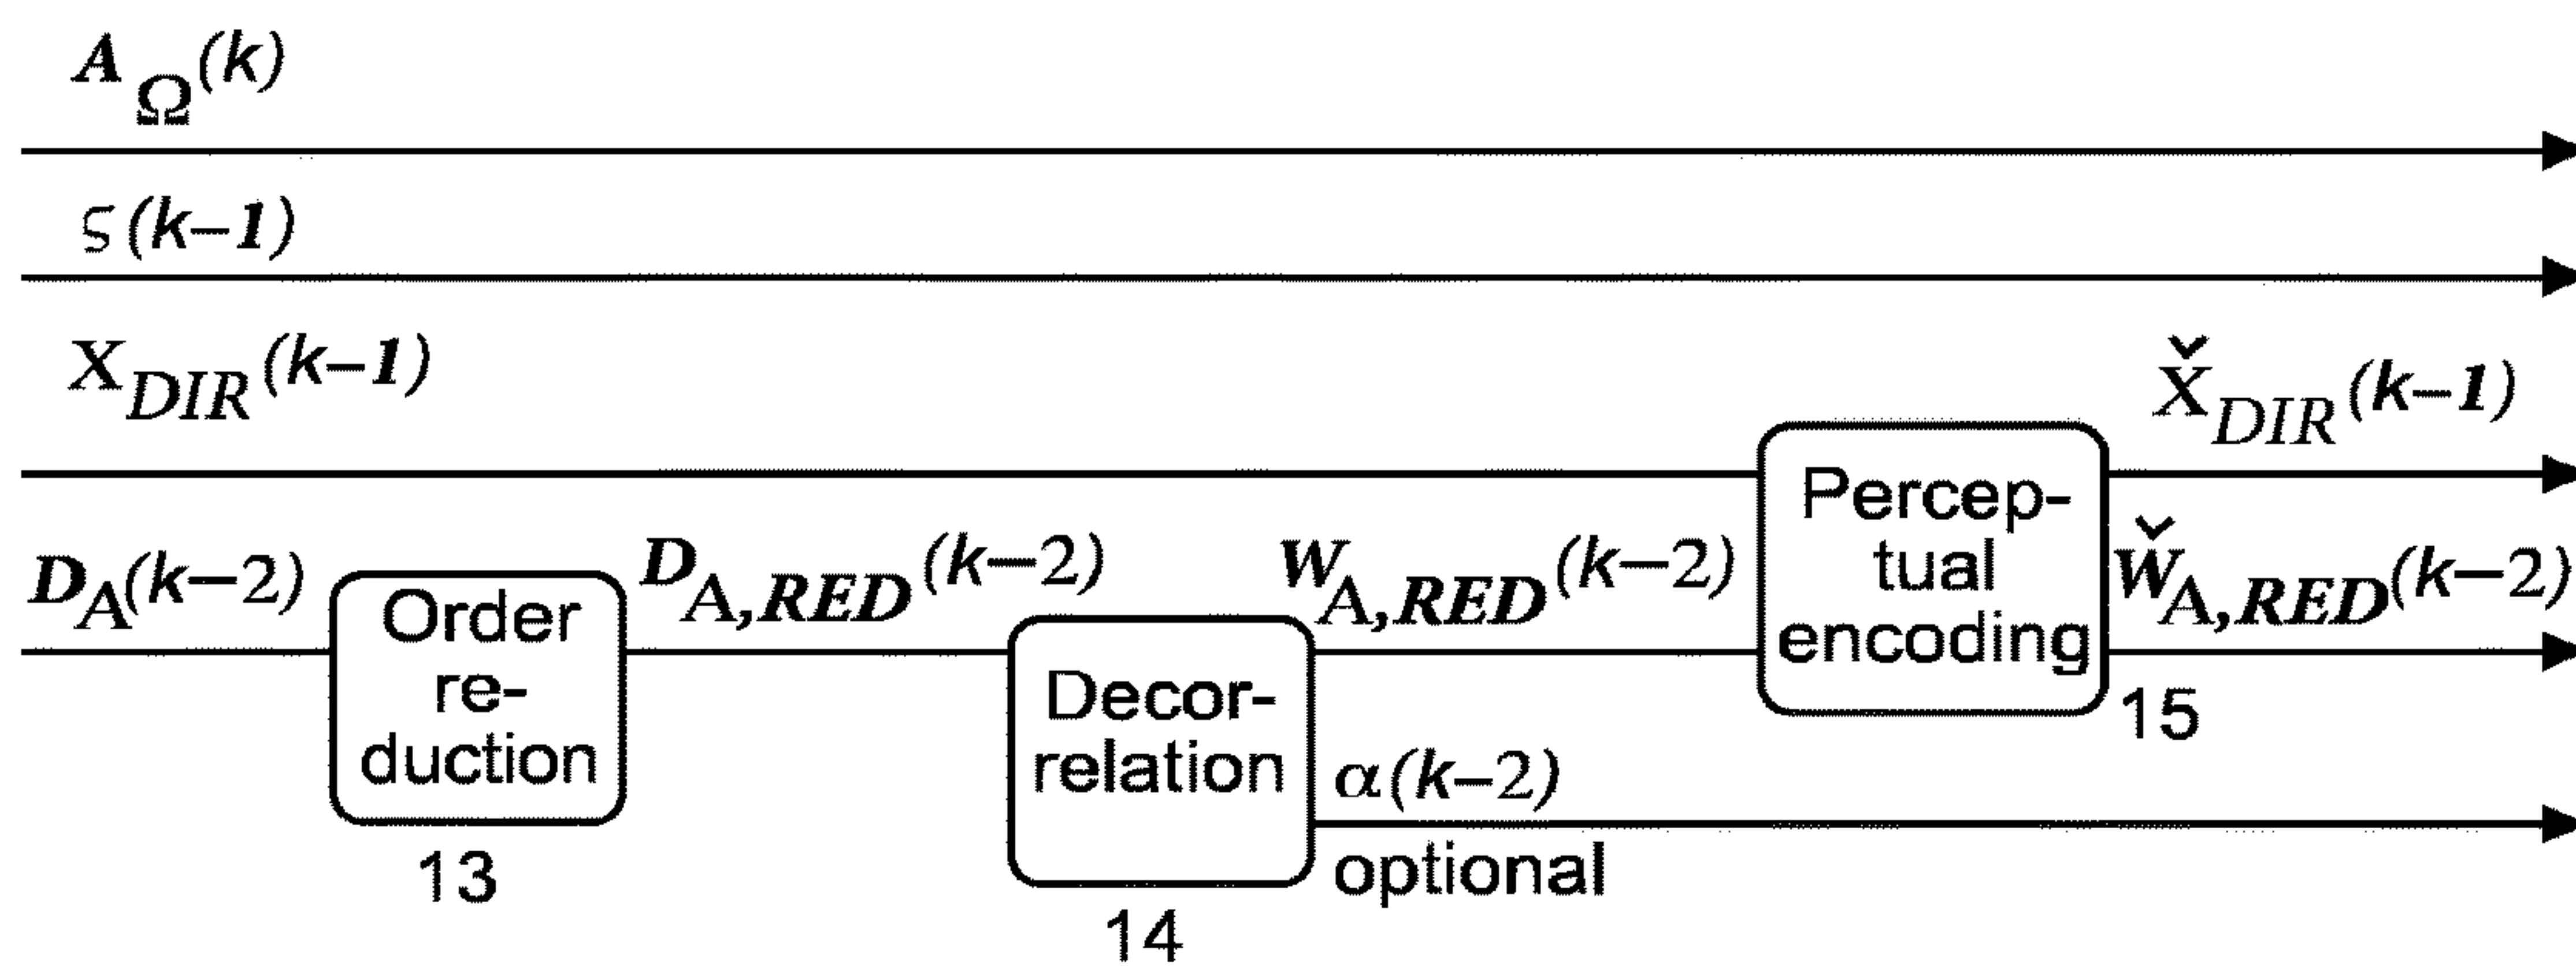 A_Ω(k)
ς(k–1)
X_DIR(k–1)
X̌_DIR(k–1)
D_A(k–2)
Order
re-
duction
13
D_A,RED(k–2)
Decor-
relation
14
W_A,RED(k–2)
α(k–2)
optional
Percep-
tual
encoding
15
W̌_A,RED(k–2)